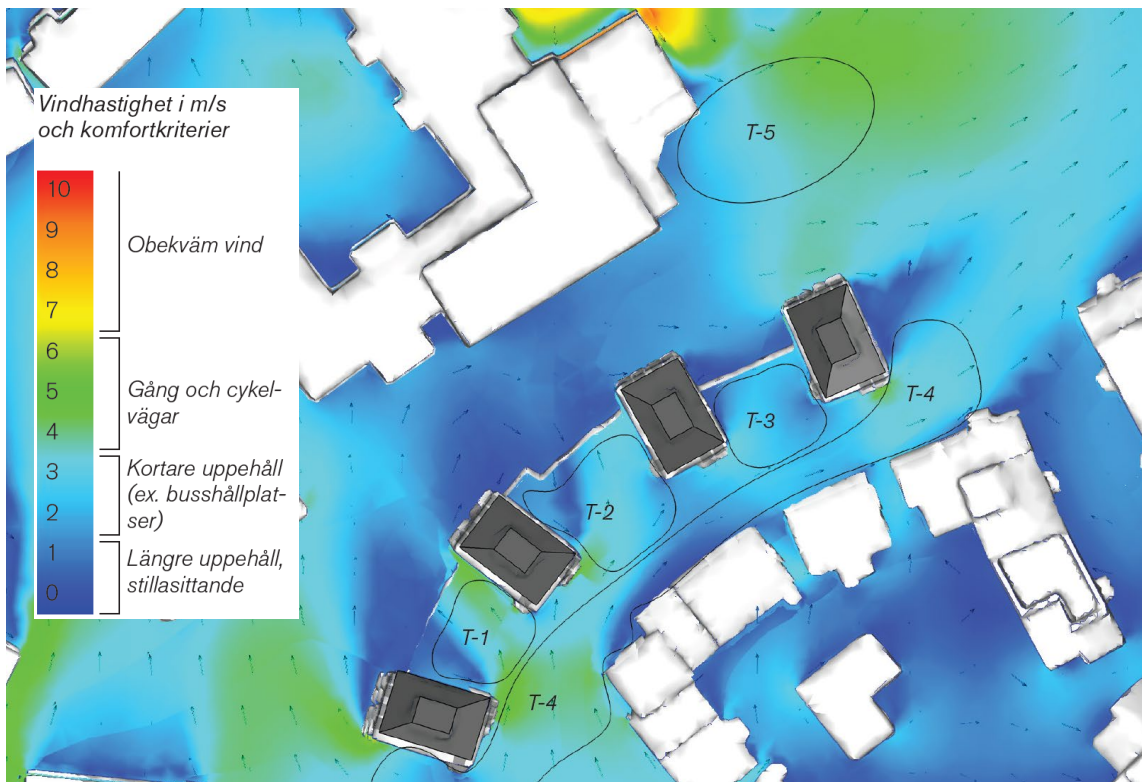 Vindhastighet i m/s
och komfortkriterier
10
9
8
7
6
5
4
3
2
1
0
Obekväm vind
Gång och cykel-
vägar
Kortare uppehåll
(ex. busshållplat-
ser)
Längre uppehåll,
stillasittande
T-5
T-4
T-3
T-2
T-1
T-4